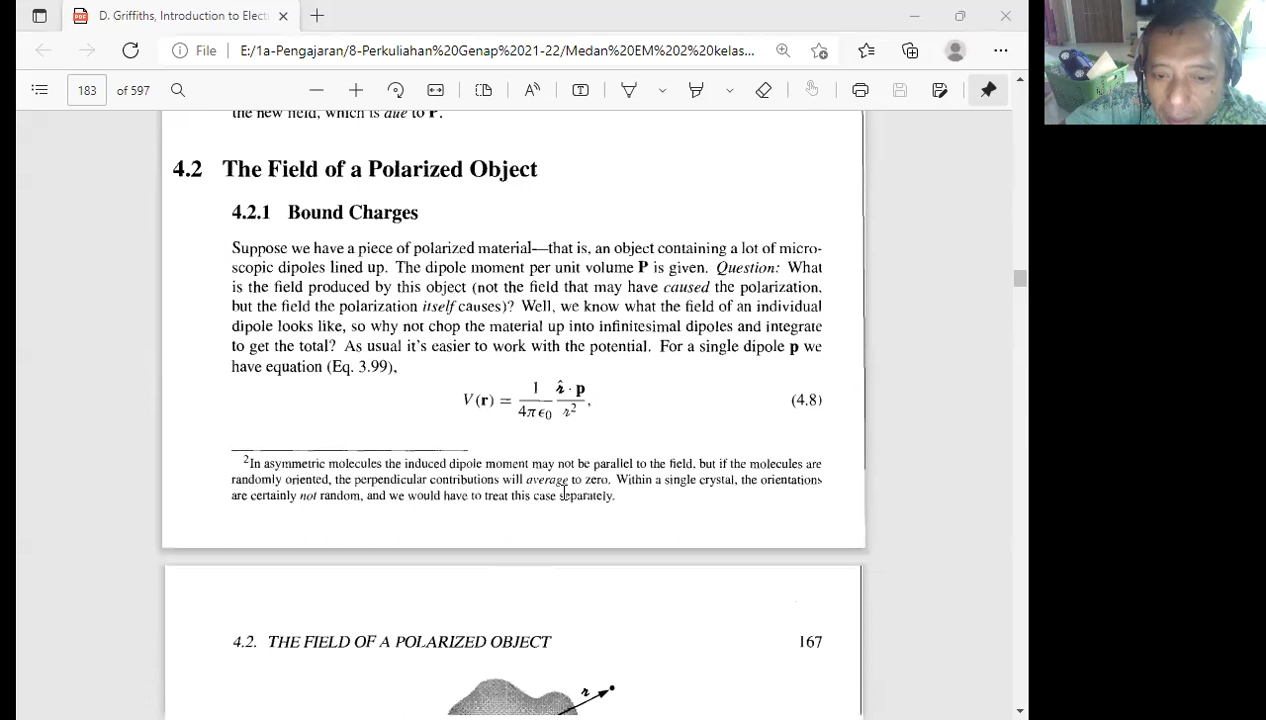 D. Griffiths, Introduction to Elect
File
E:/1a-Pengajaran/8-Perkuliahan%20Genap%2021-22/Medan%20EM%202%20kelas...
183 of 597
the new field, which is due to r.
4.2 The Field of a Polarized Object
4.2.1 Bound Charges
Suppose we have a piece of polarized material—that is, an object containing a lot of micro-
scopic dipoles lined up. The dipole moment per unit volume P is given. Question: What
is the field produced by this object (not the field that may have caused the polarization,
but the field the polarization itself causes)? Well, we know what the field of an individual
dipole looks like, so why not chop the material up into infinitesimal dipoles and integrate
to get the total? As usual it's easier to work with the potential. For a single dipole p we
have equation (Eq. 3.99),
V(r) = 1/4πϵ0 𝓇̂ · p/𝓇², (4.8)
2In asymmetric molecules the induced dipole moment may not be parallel to the field, but if the molecules are
randomly oriented, the perpendicular contributions will average to zero. Within a single crystal, the orientations
are certainly not random, and we would have to treat this case separately.
4.2. THE FIELD OF A POLARIZED OBJECT 167
𝓇